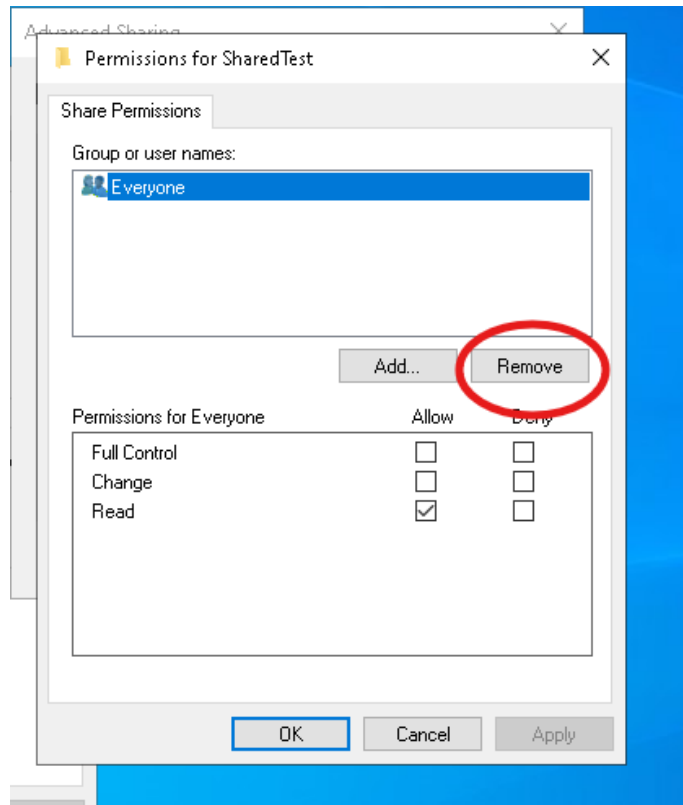 Advanced Sharing
Permissions for SharedTest
Share Permissions
Group or user names:
Everyone
Add... Remove
Permissions for Everyone Allow Deny
Full Control
Change
Read
OK Cancel Apply